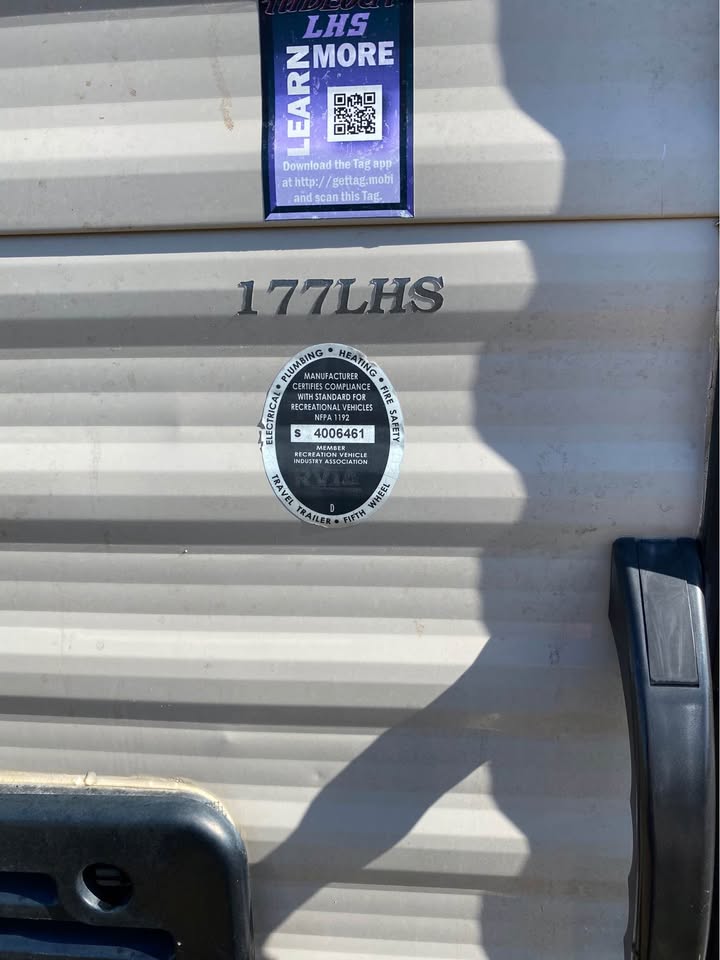 LHS
LEARN MORE
Download the Tag app
at http://gettag.mobi
and scan this Tag.
177LHS
ELECTRICAL • PLUMBING • HEATING • FIRE SAFETY
MANUFACTURER
CERTIFIES COMPLIANCE
WITH STANDARD FOR
RECREATIONAL VEHICLES
NFPA 1192
S 4006461
MEMBER
RECREATION VEHICLE
INDUSTRY ASSOCIATION
RVIA
D
TRAVEL TRAILER • FIFTH WHEEL